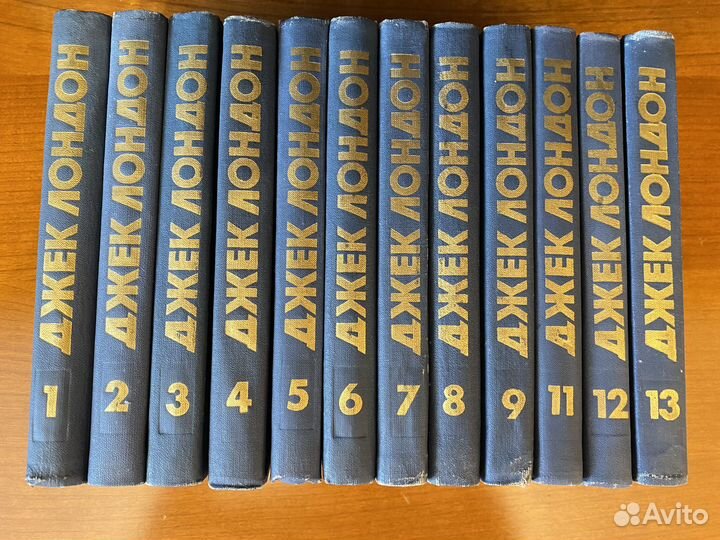 ДЖЕК ЛОНДОН 1
ДЖЕК ЛОНДОН 2
ДЖЕК ЛОНДОН 3
ДЖЕК ЛОНДОН 4
ДЖЕК ЛОНДОН 5
ДЖЕК ЛОНДОН 6
ДЖЕК ЛОНДОН 7
ДЖЕК ЛОНДОН 8
ДЖЕК ЛОНДОН 9
ДЖЕК ЛОНДОН 11
ДЖЕК ЛОНДОН 12
ДЖЕК ЛОНДОН 13
Avito